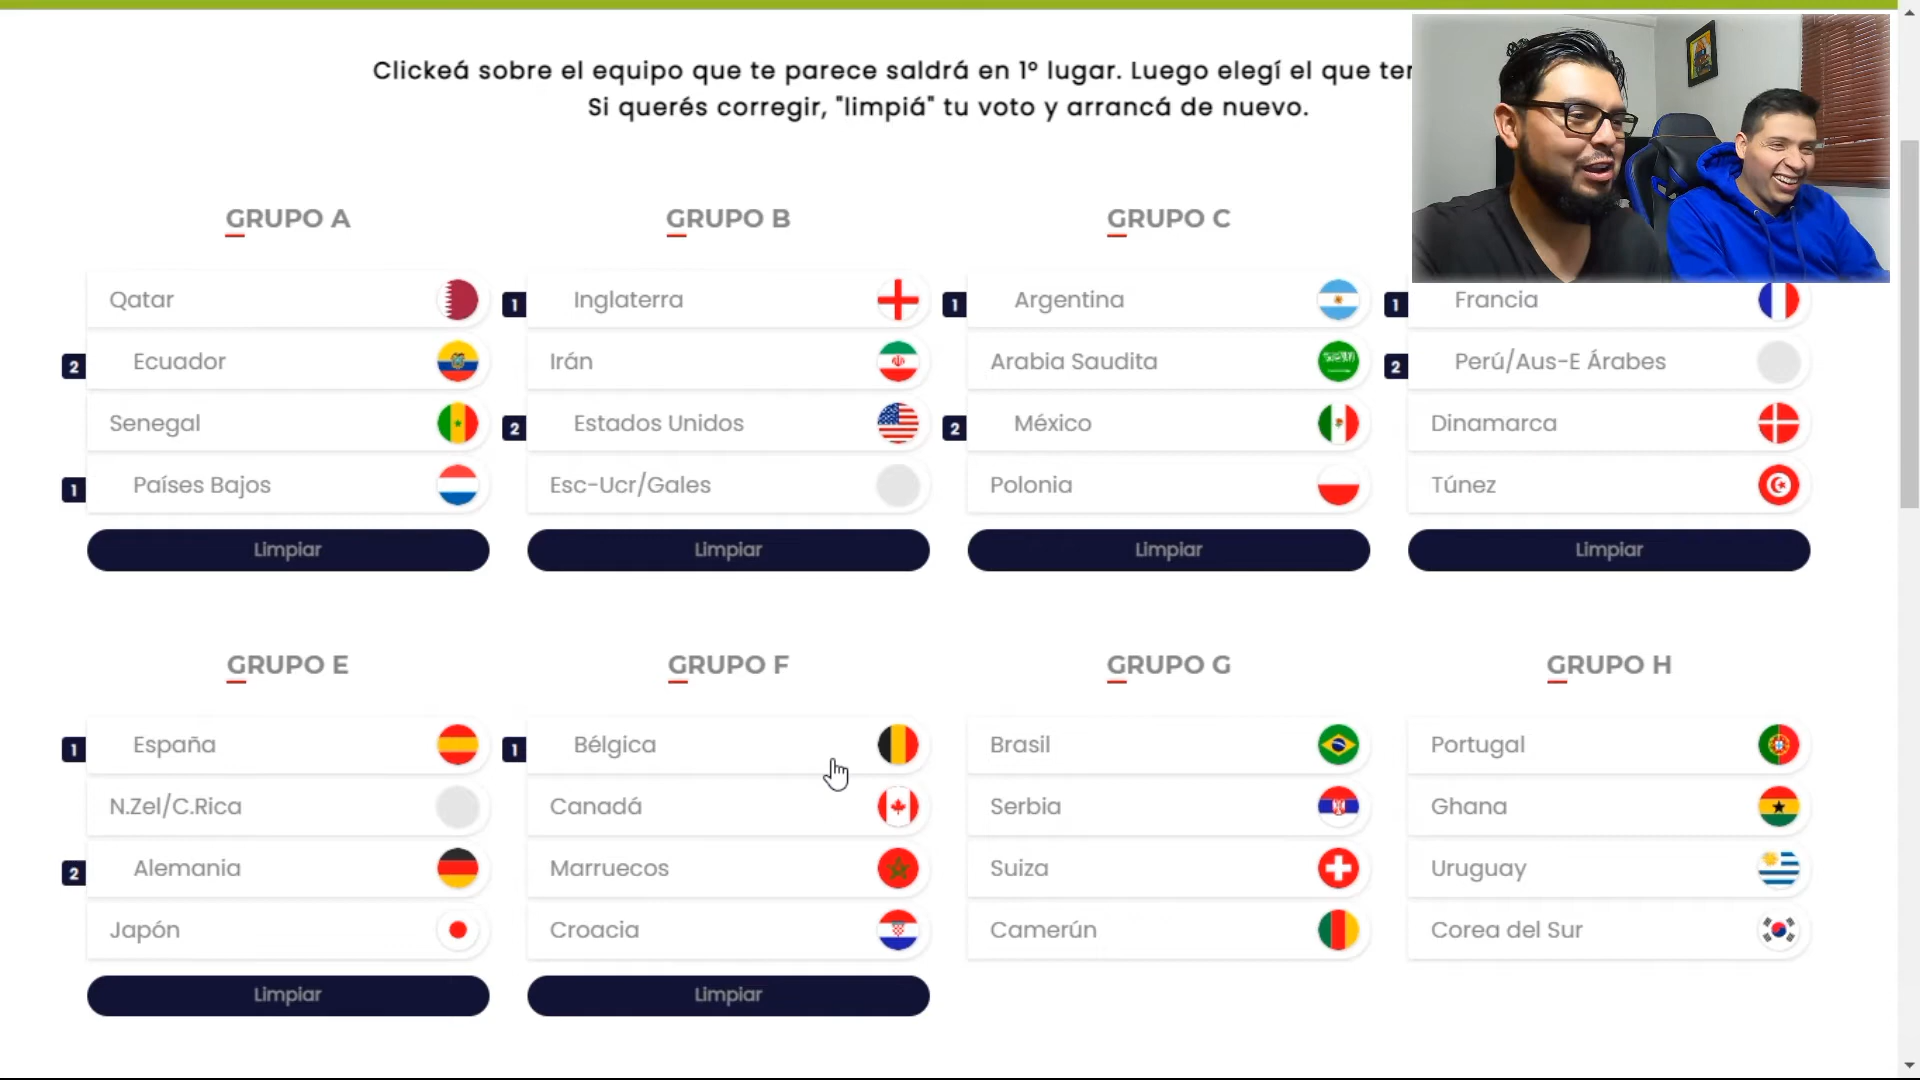 Clickeá sobre el equipo que te parece saldrá en 1º lugar. Luego elegí el que
Si querés corregir, "limpiá" tu voto y arrancá de nuevo.
GRUPO A
Qatar
2 Ecuador
Senegal
1 Países Bajos
Limpiar
GRUPO B
1 Inglaterra
Irán
2 Estados Unidos
Esc-Ucr/Gales
Limpiar
GRUPO C
1 Argentina
Arabia Saudita
2 México
Polonia
Limpiar
1 Francia
2 Perú/Aus-E Árabes
Dinamarca
Túnez
Limpiar
GRUPO E
1 España
N.Zel/C.Rica
2 Alemania
Japón
Limpiar
GRUPO F
1 Bélgica
Canadá
Marruecos
Croacia
Limpiar
GRUPO G
Brasil
Serbia
Suiza
Camerún
GRUPO H
Portugal
Ghana
Uruguay
Corea del Sur